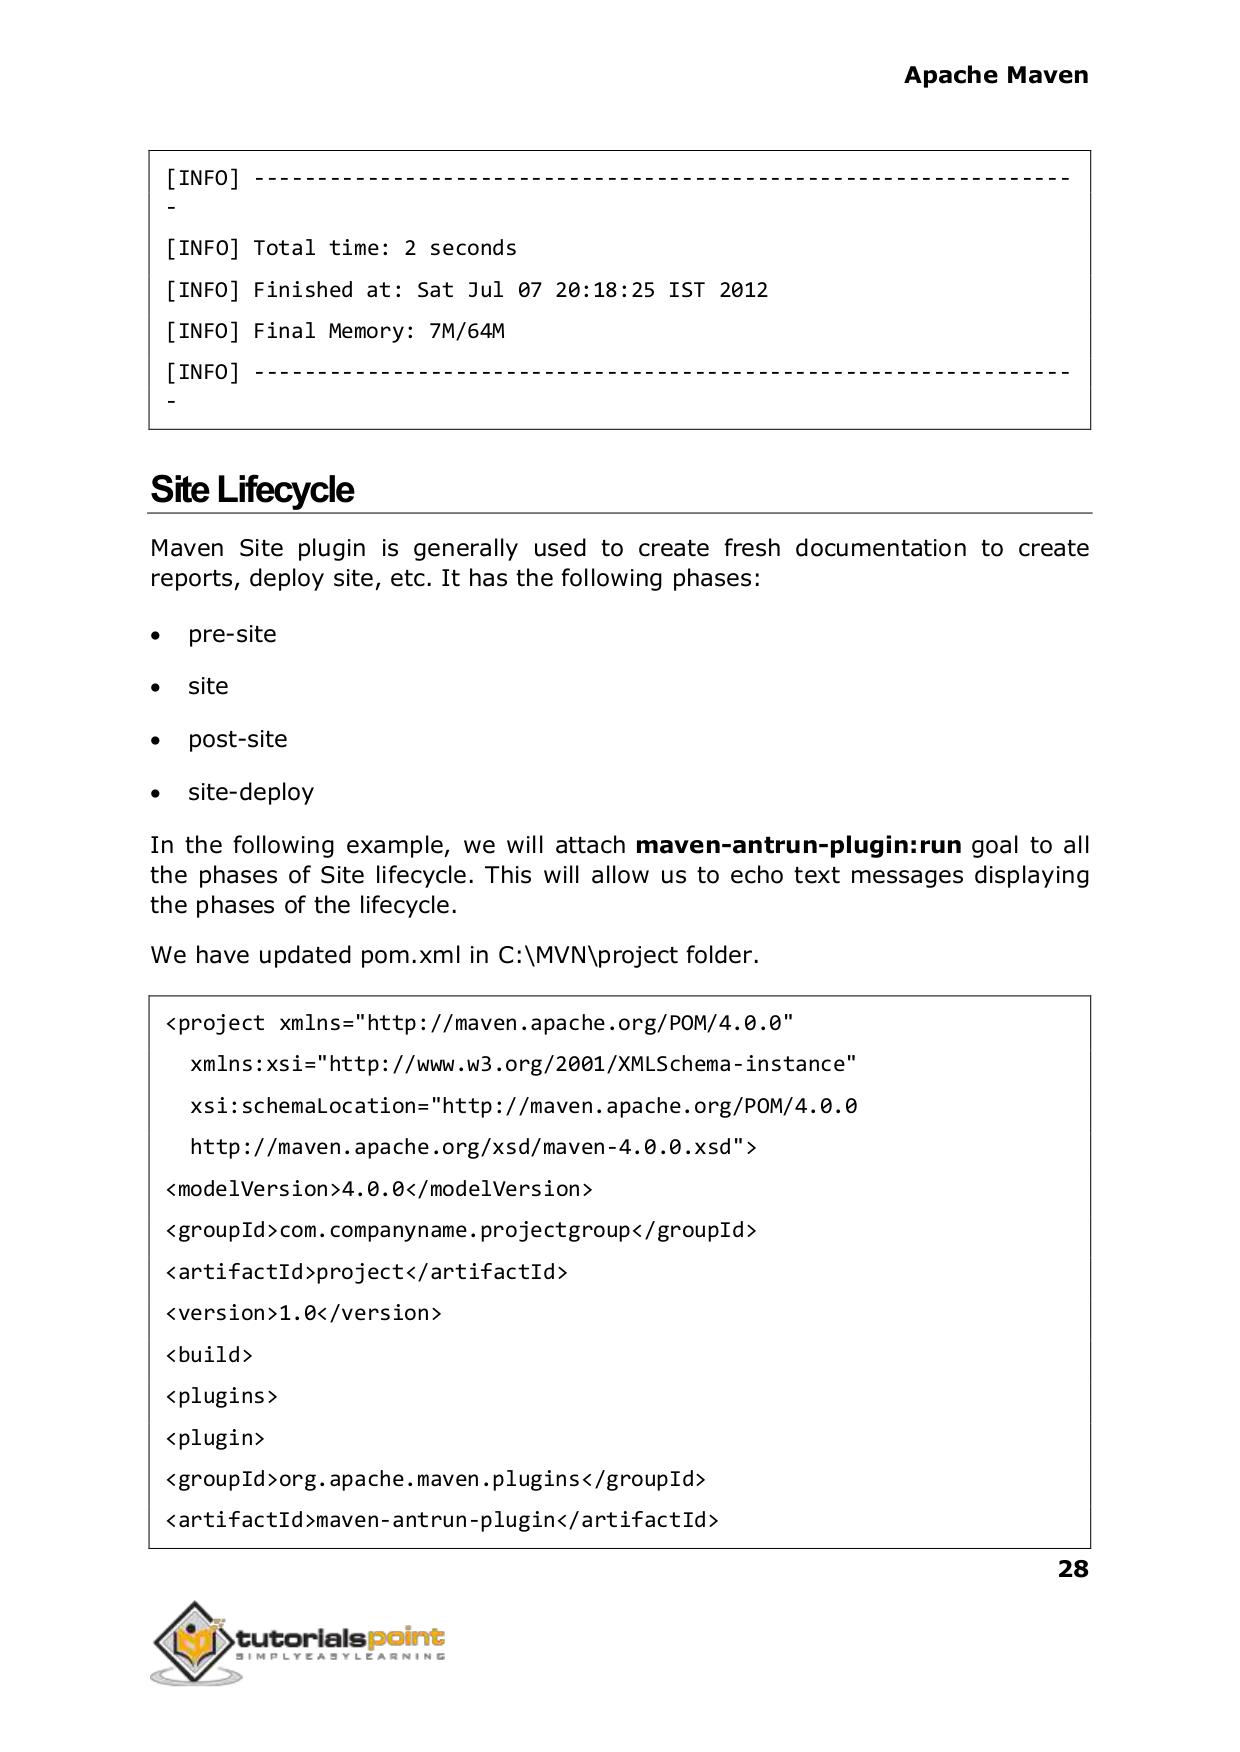 Apache Maven
[INFO] -----------------------------------------------------------------
-
[INFO] Total time: 2 seconds
[INFO] Finished at: Sat Jul 07 20:18:25 IST 2012
[INFO] Final Memory: 7M/64M
[INFO] -----------------------------------------------------------------
-
Site Lifecycle
Maven Site plugin is generally used to create fresh documentation to create
reports, deploy site, etc. It has the following phases:
• pre-site
• site
• post-site
• site-deploy
In the following example, we will attach maven-antrun-plugin:run goal to all
the phases of Site lifecycle. This will allow us to echo text messages displaying
the phases of the lifecycle.
We have updated pom.xml in C:\MVN\project folder.
<project xmlns="http://maven.apache.org/POM/4.0.0"
xmlns:xsi="http://www.w3.org/2001/XMLSchema-instance"
xsi:schemaLocation="http://maven.apache.org/POM/4.0.0
http://maven.apache.org/xsd/maven-4.0.0.xsd">
<modelVersion>4.0.0</modelVersion>
<groupId>com.companyname.projectgroup</groupId>
<artifactId>project</artifactId>
<version>1.0</version>
<build>
<plugins>
<plugin>
<groupId>org.apache.maven.plugins</groupId>
<artifactId>maven-antrun-plugin</artifactId>
28
tutorialspoint
SIMPLYEASYLEARNING